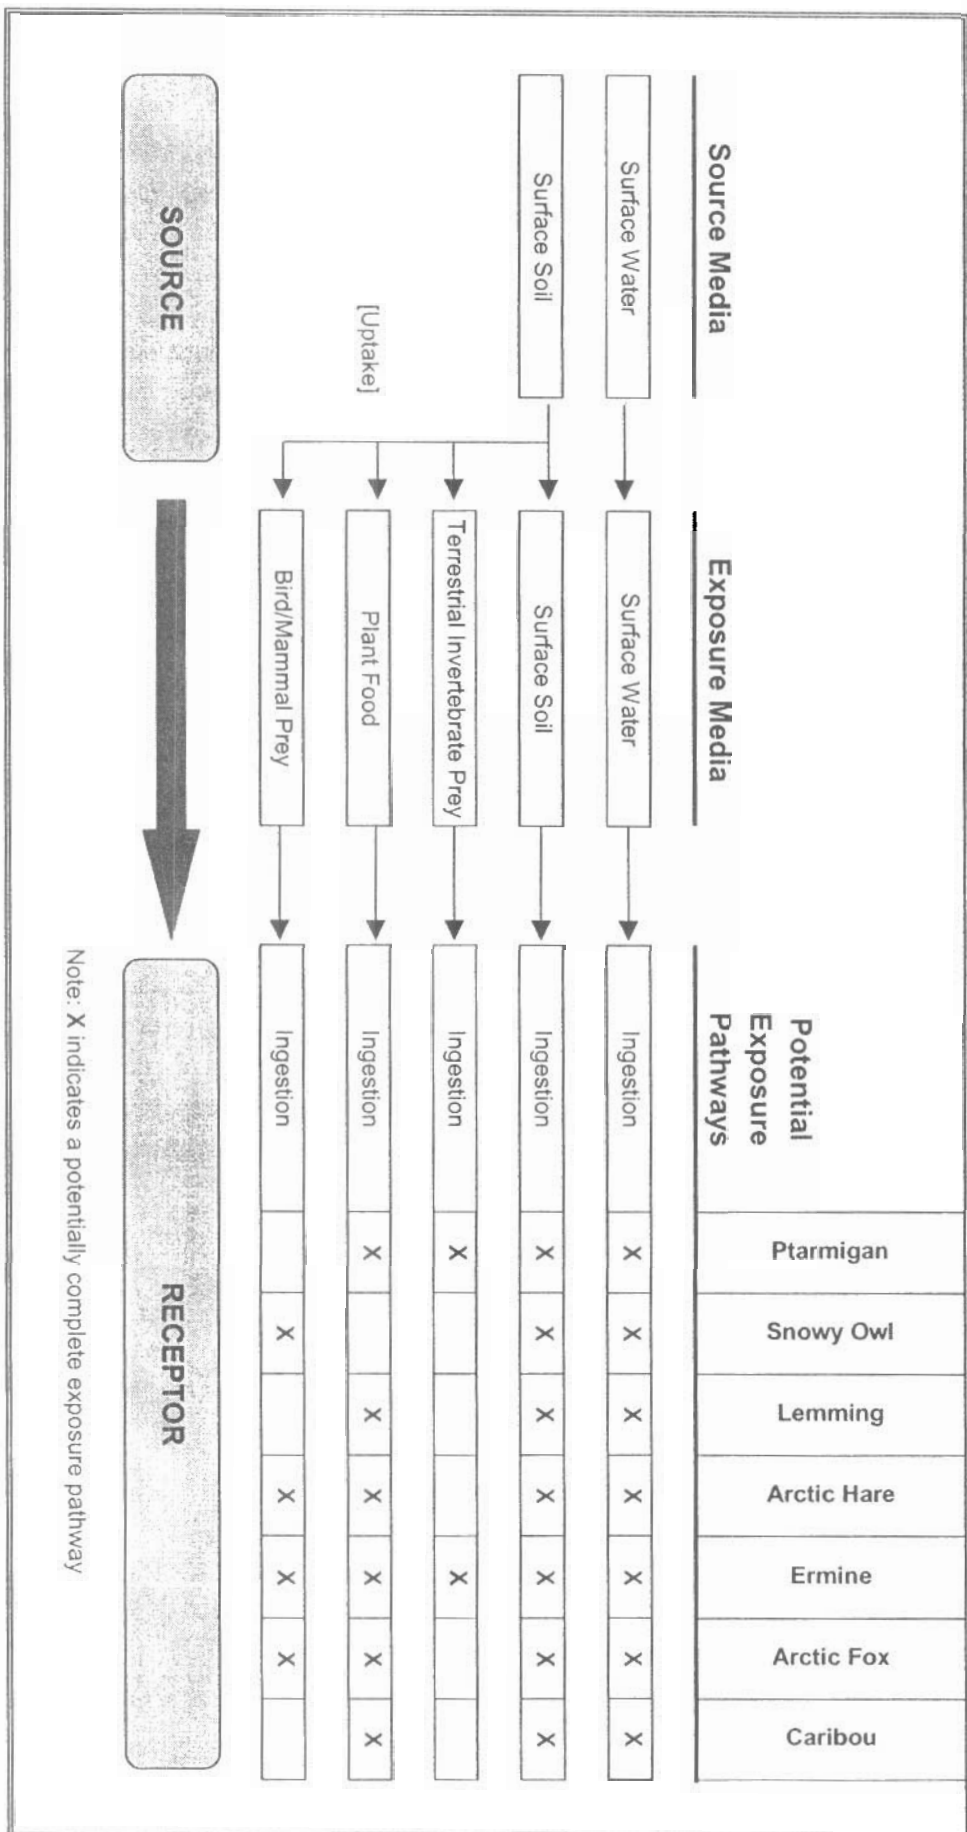 Source Media
Exposure Media
Potential
Exposure
Pathways
Ptarmigan
Snowy Owl
Lemming
Arctic Hare
Ermine
Arctic Fox
Caribou
Surface Water
Surface Water
Ingestion
X X X X X X X
Surface Soil
Surface Soil
Ingestion
X X X X X X X
Terrestrial Invertebrate Prey
Ingestion
X X
[Uptake]
Plant Food
Ingestion
X X X X X X
Bird/Mammal Prey
Ingestion
X X X X
SOURCE
RECEPTOR
Note: X indicates a potentially complete exposure pathway